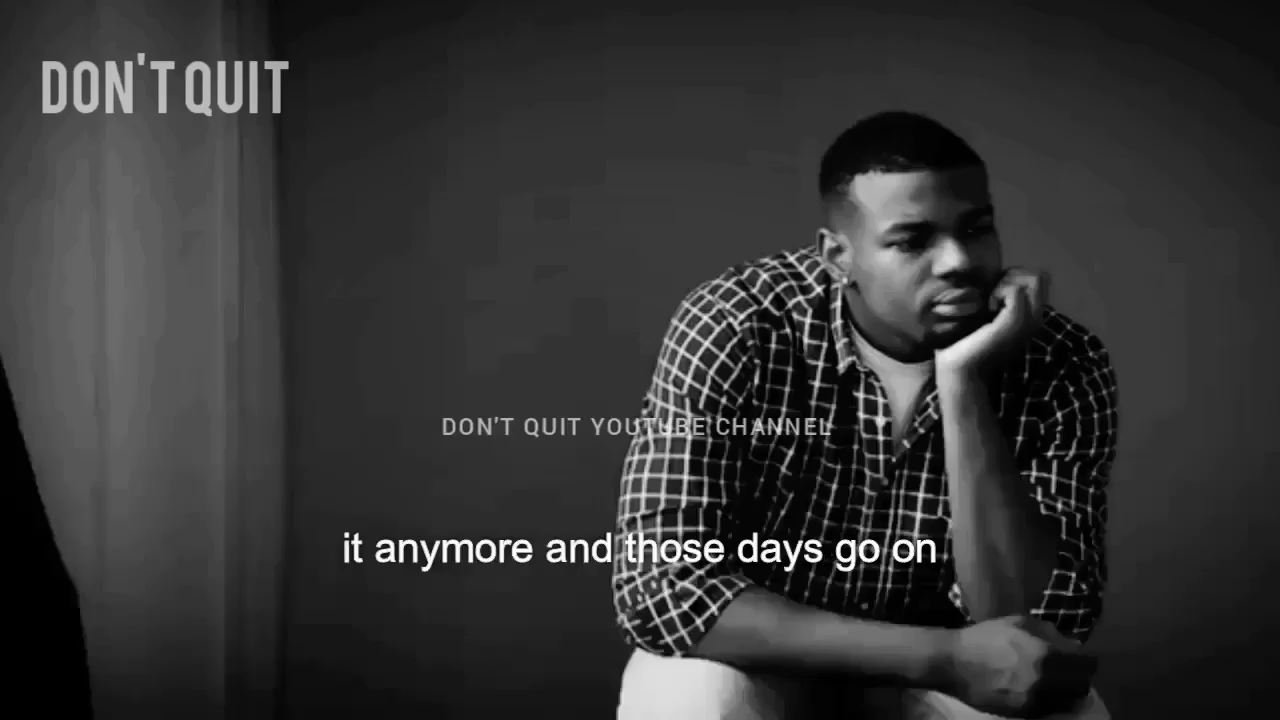 DON'T QUIT
DON'T QUIT YOUTUBE CHANNEL
it anymore and those days go on